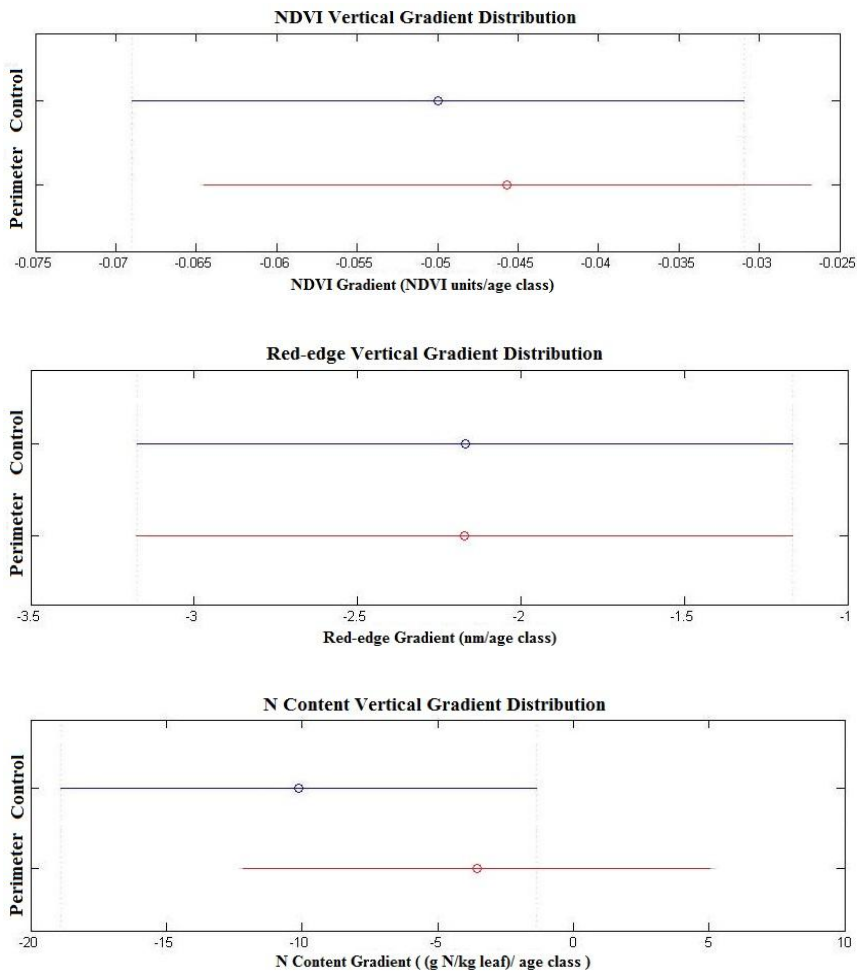 NDVI Vertical Gradient Distribution
Control
Perimeter
-0.075 -0.07 -0.065 -0.06 -0.055 -0.05 -0.045 -0.04 -0.035 -0.03 -0.025
NDVI Gradient (NDVI units/age class)
Red-edge Vertical Gradient Distribution
Control
Perimeter
-3.5 -3 -2.5 -2 -1.5 -1
Red-edge Gradient (nm/age class)
N Content Vertical Gradient Distribution
Control
Perimeter
-20 -15 -10 -5 0 5 10
N Content Gradient ( (g N/kg leaf)/ age class )